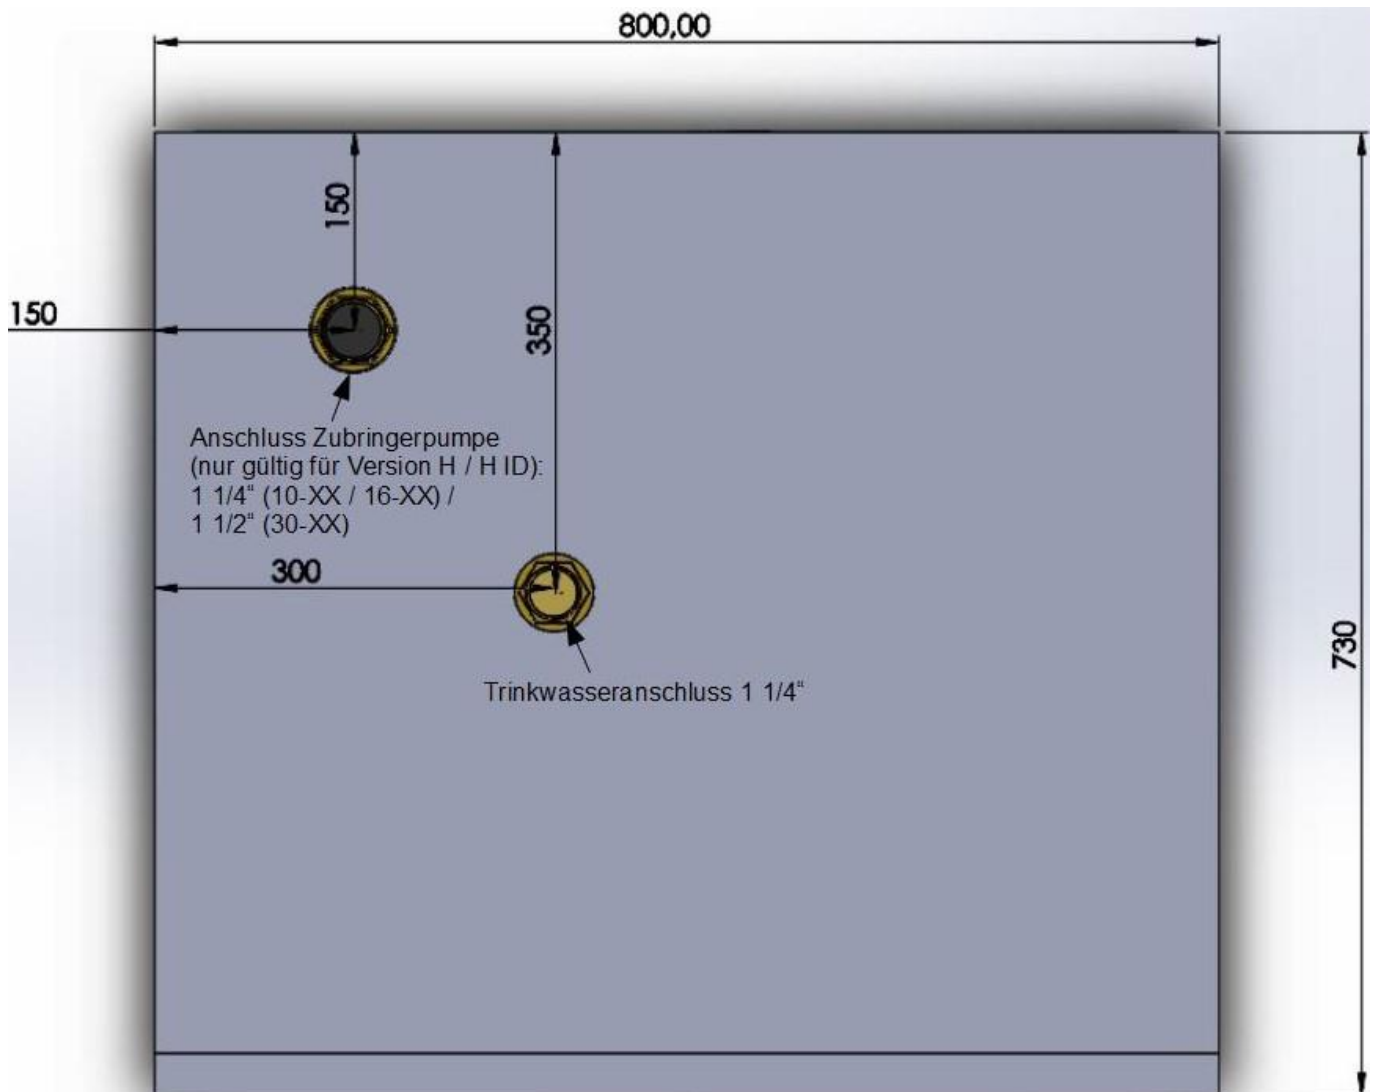 800,00
150
150
350
Anschluss Zubringerpumpe
(nur gültig für Version H / H ID):
1 1/4“ (10-XX / 16-XX) /
1 1/2“ (30-XX)
300
730
Trinkwasseranschluss 1 1/4“